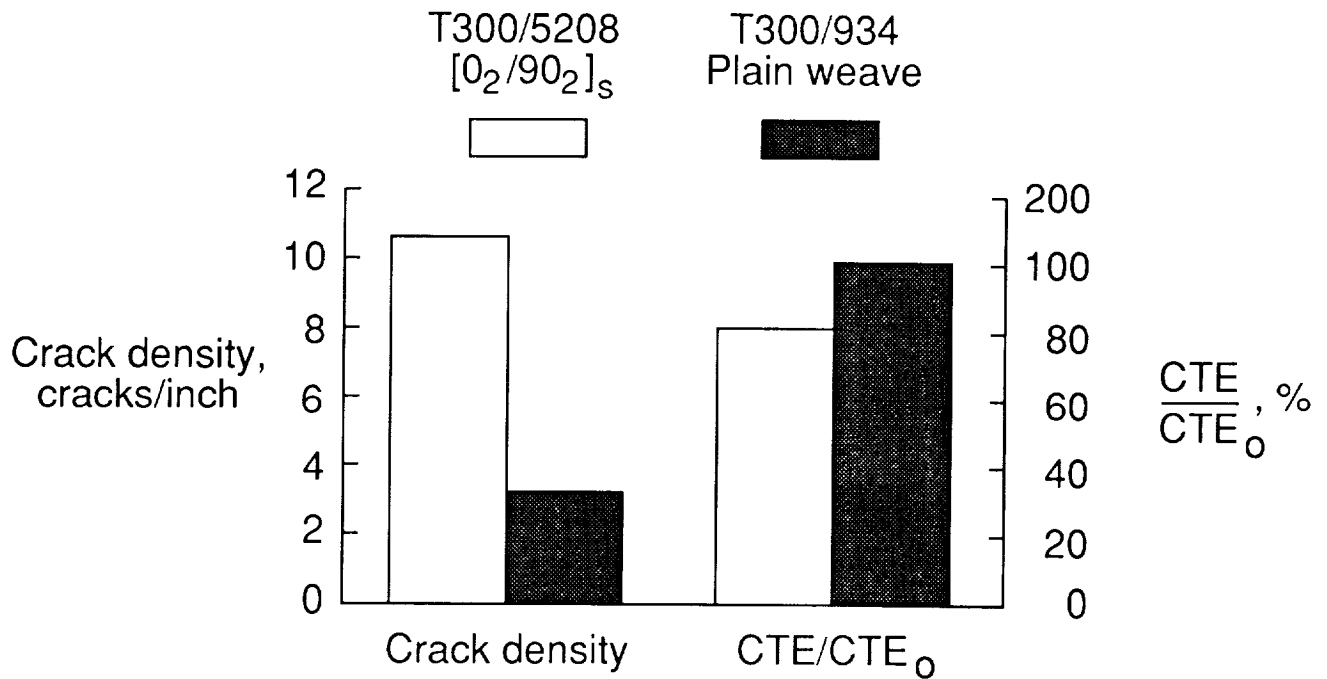 T300/5208
[0₂/90₂]ₛ
T300/934
Plain weave
12
10
8
6
4
2
0
Crack density,
cracks/inch
200
100
80
60
40
20
0
CTE
CTEₒ
, %
Crack density
CTE/CTEₒ